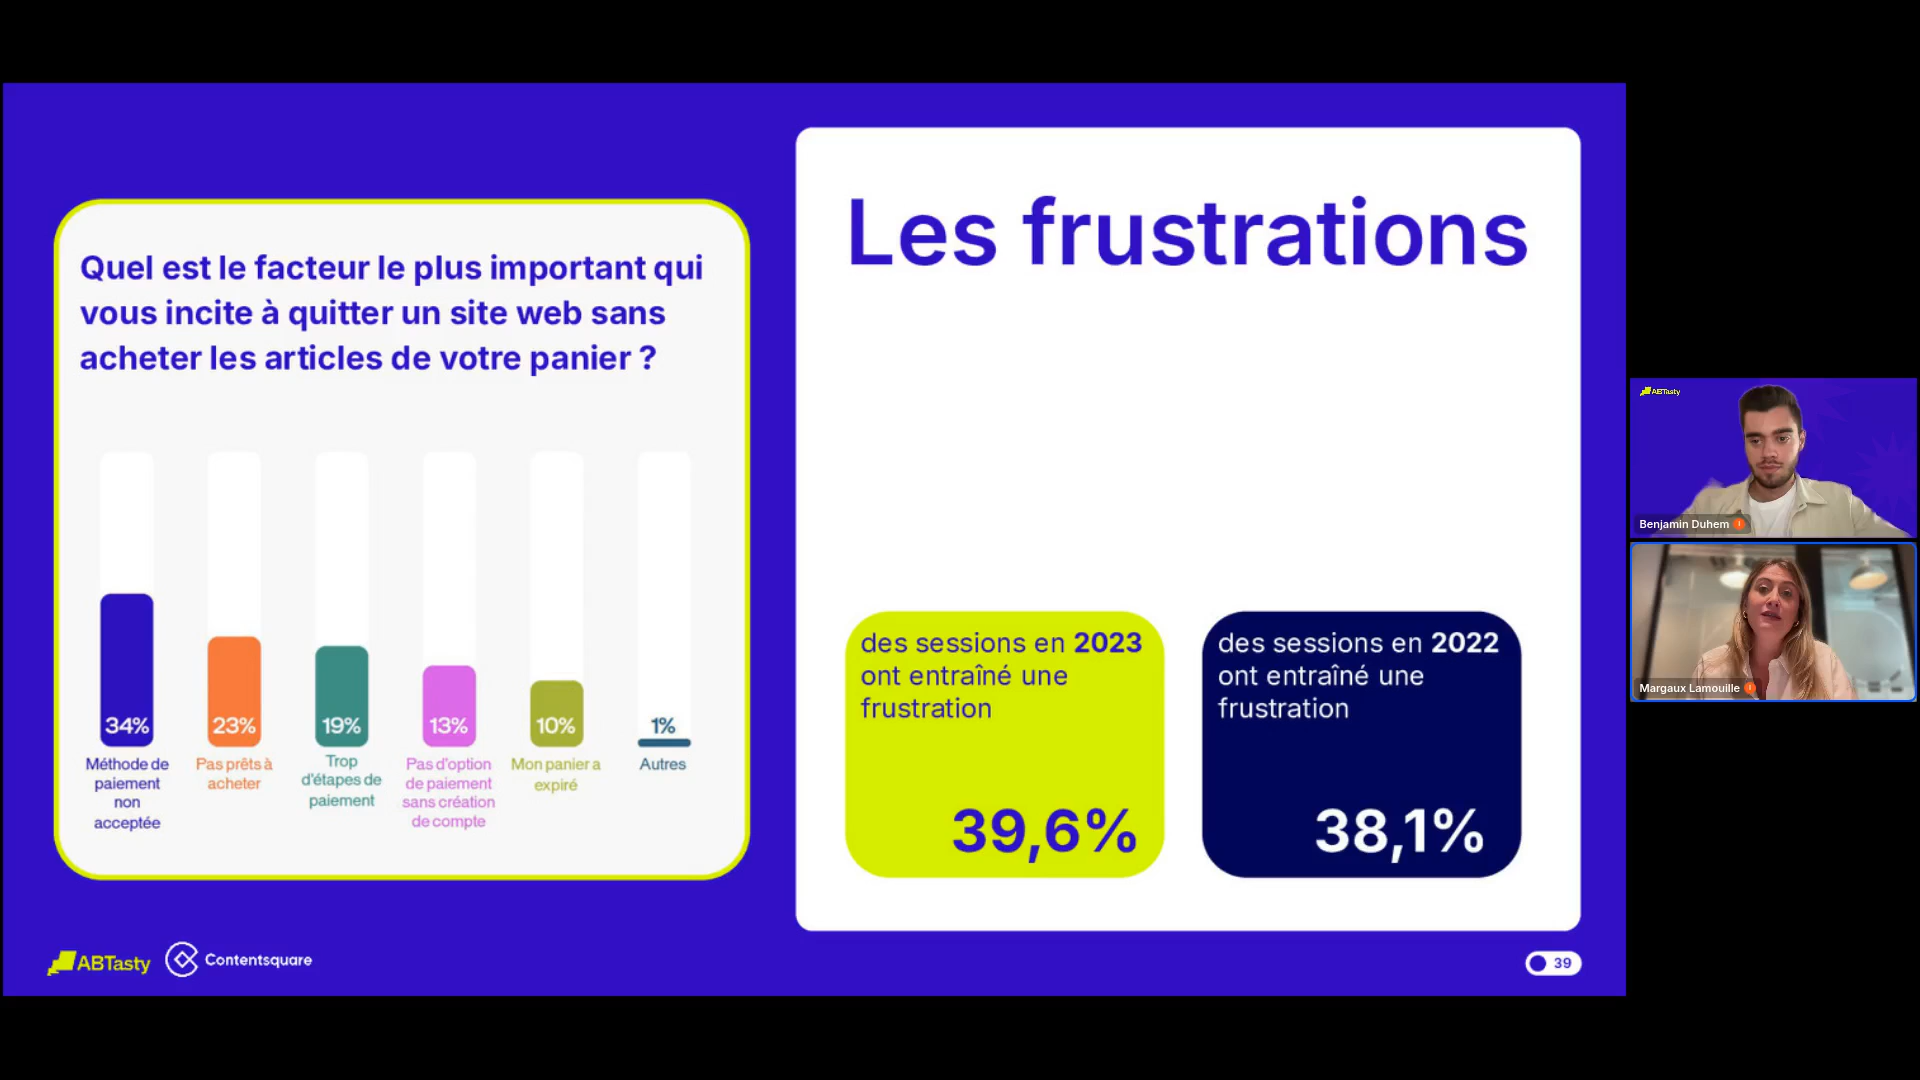 Quel est le facteur le plus important qui
vous incite à quitter un site web sans
acheter les articles de votre panier ?
34%
23%
19%
13%
10%
1%
Méthode de
paiement
non
acceptée
Pas prêts à
acheter
Trop
d'étapes de
paiement
Pas d'option
de paiement
sans création
de compte
Mon panier a
expiré
Autres
Les frustrations
des sessions en 2023
ont entraîné une
frustration
39,6%
des sessions en 2022
ont entraîné une
frustration
38,1%
ABTasty
Contentsquare
39
ABTasty
Benjamin Duhem
Margaux Lamouille